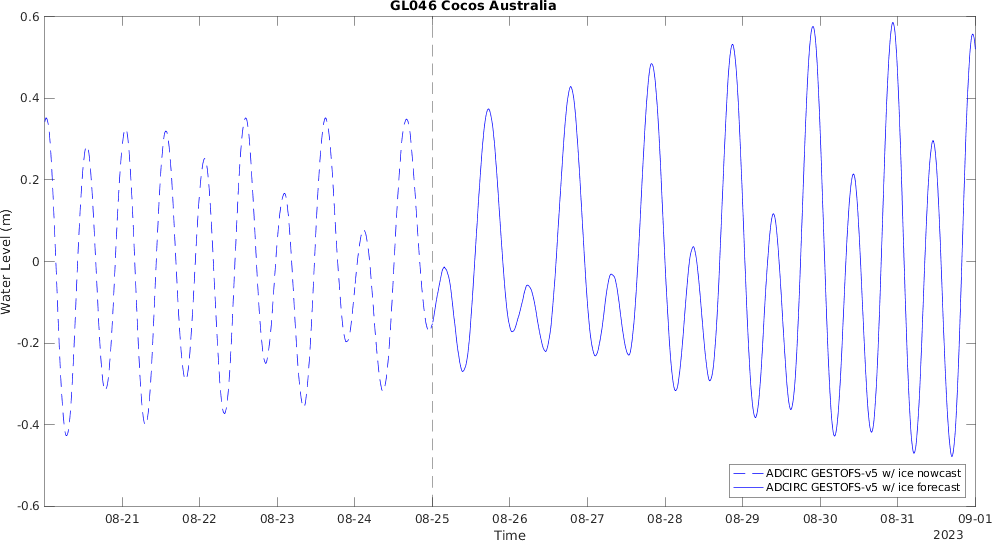 GL046 Cocos Australia
0.6
0.4
0.2
0
-0.2
-0.4
-0.6
Water Level (m)
08-21 08-22 08-23 08-24 08-25 08-26 08-27 08-28 08-29 08-30 08-31 09-01
Time
2023
ADCIRC GESTOFS-v5 w/ ice nowcast
ADCIRC GESTOFS-v5 w/ ice forecast